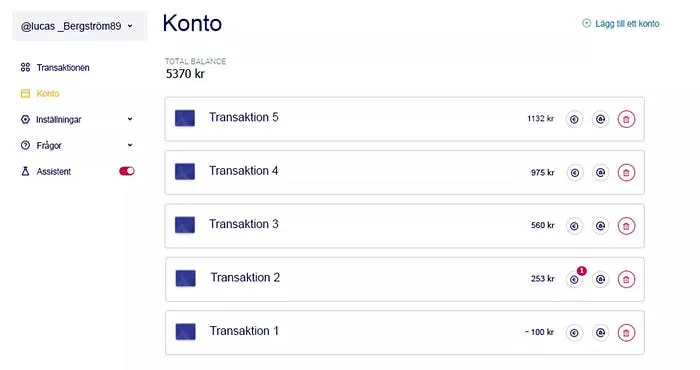 @lucas _Bergström89
Transaktionen
Konto
Inställningar
Frågor
Assistent
Konto
Lägg till ett konto
TOTAL BALANCE
5370 kr
Transaktion 5 1132 kr
Transaktion 4 975 kr
Transaktion 3 560 kr
Transaktion 2 253 kr 1
Transaktion 1 - 100 kr